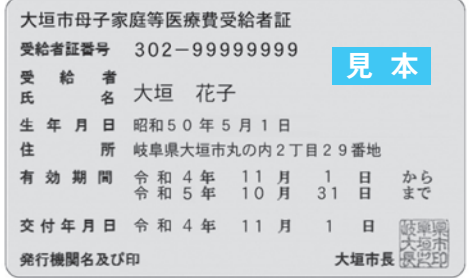 大垣市母子家庭等医療費受給者証
受給者証番号 302-99999999
見本
受給者氏名 大垣 花子
生年月日 昭和50年5月1日
住所 岐阜県大垣市丸の内2丁目29番地
有効期間 令和4年11月1日から
令和5年10月31日まで
交付年月日 令和4年11月1日
発行機関名及び印 大垣市長
岐阜県
大垣市
長之印